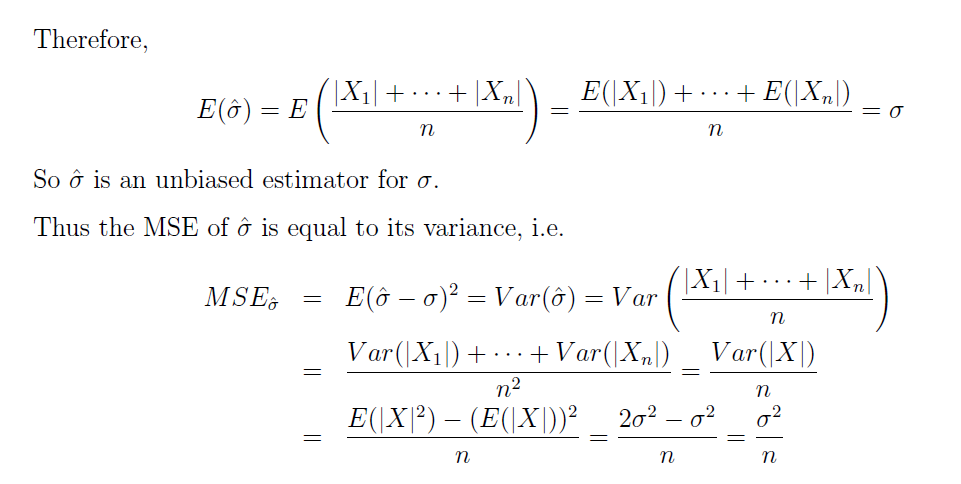 Therefore,
E(σ̂) = E ( (|X₁| + ··· + |Xₙ|) / n ) = (E(|X₁|) + ··· + E(|Xₙ|)) / n = σ
So σ̂ is an unbiased estimator for σ.
Thus the MSE of σ̂ is equal to its variance, i.e.
MSE_σ̂ = E(σ̂ − σ)² = Var(σ̂) = Var ( (|X₁| + ··· + |Xₙ|) / n )
= (Var(|X₁|) + ··· + Var(|Xₙ|)) / n² = Var(|X|) / n
= (E(|X|²) − (E(|X|))²) / n = (2σ² − σ²) / n = σ² / n